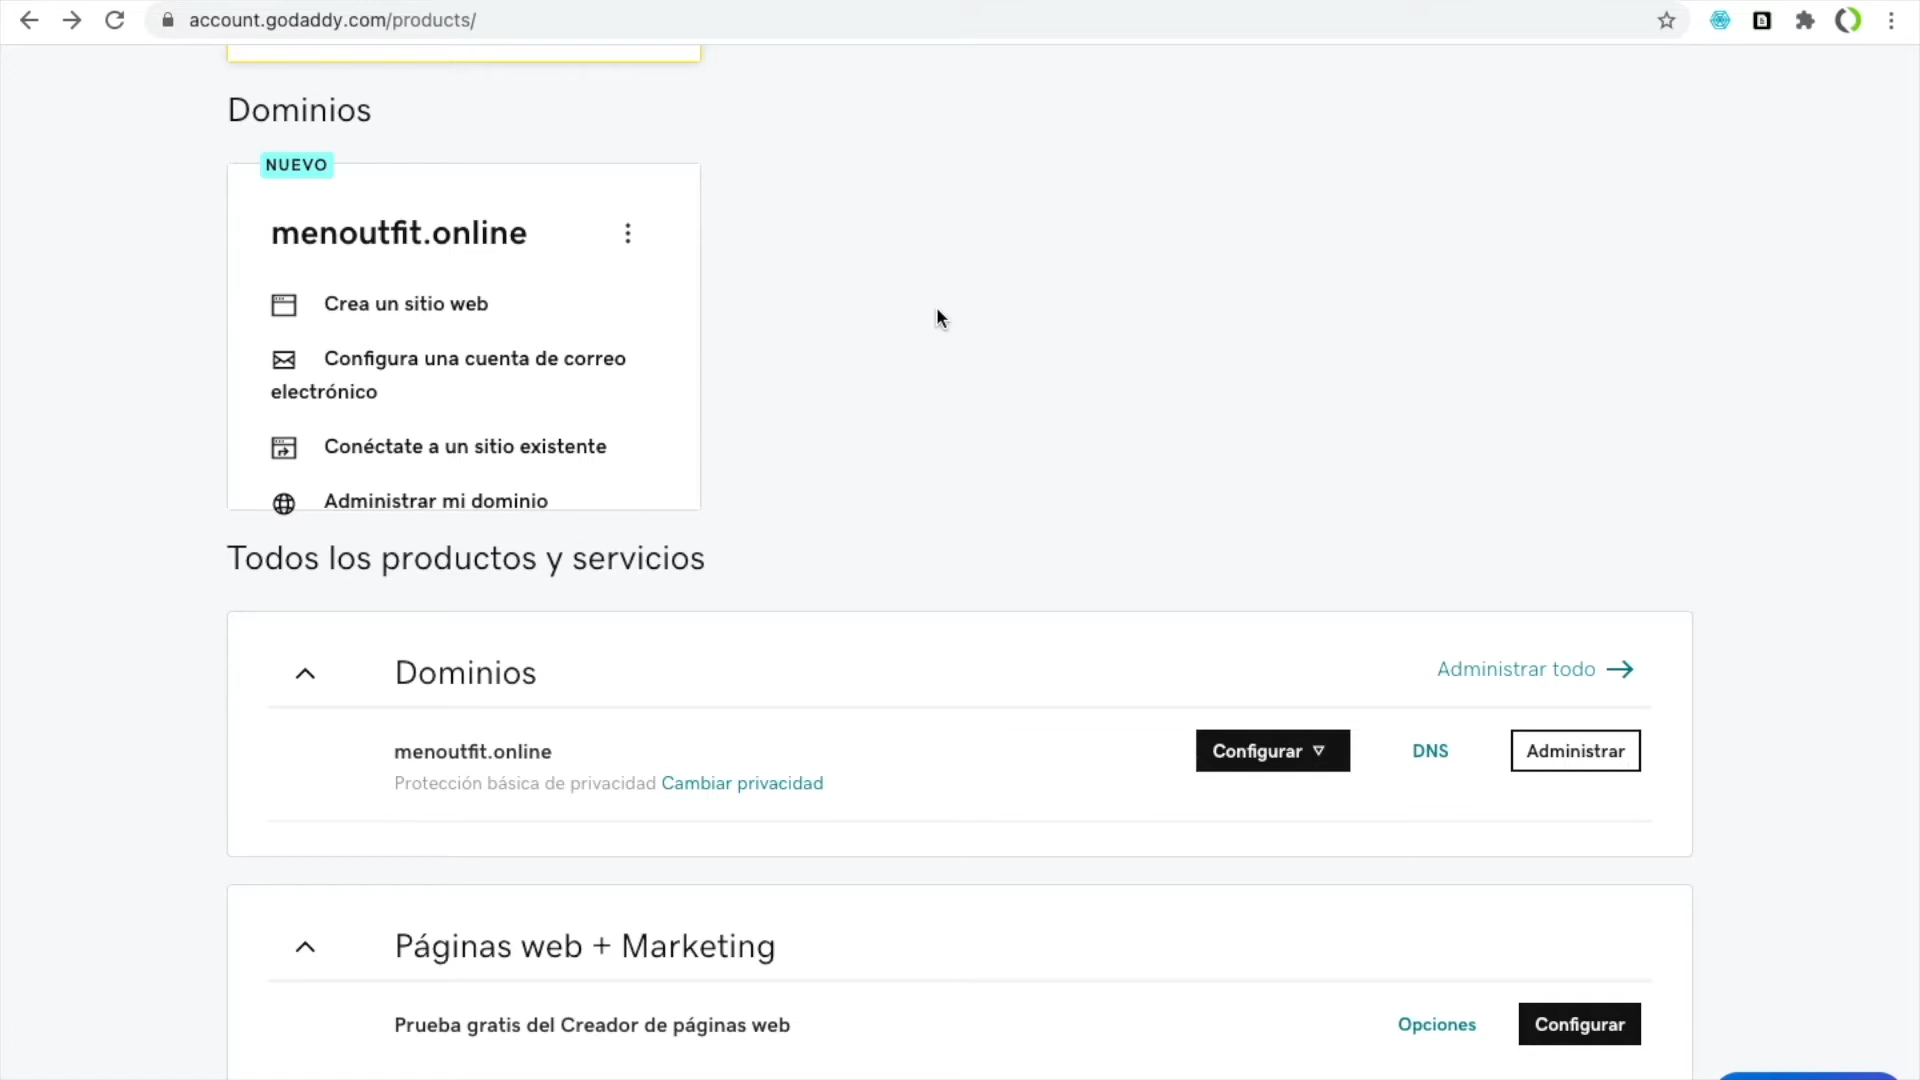 account.godaddy.com/products/
Dominios
NUEVO
menoutfit.online
Crea un sitio web
Configura una cuenta de correo
electrónico
Conéctate a un sitio existente
Administrar mi dominio
Todos los productos y servicios
Dominios
Administrar todo
menoutfit.online
Configurar
DNS
Administrar
Protección básica de privacidad Cambiar privacidad
Páginas web + Marketing
Prueba gratis del Creador de páginas web
Opciones
Configurar